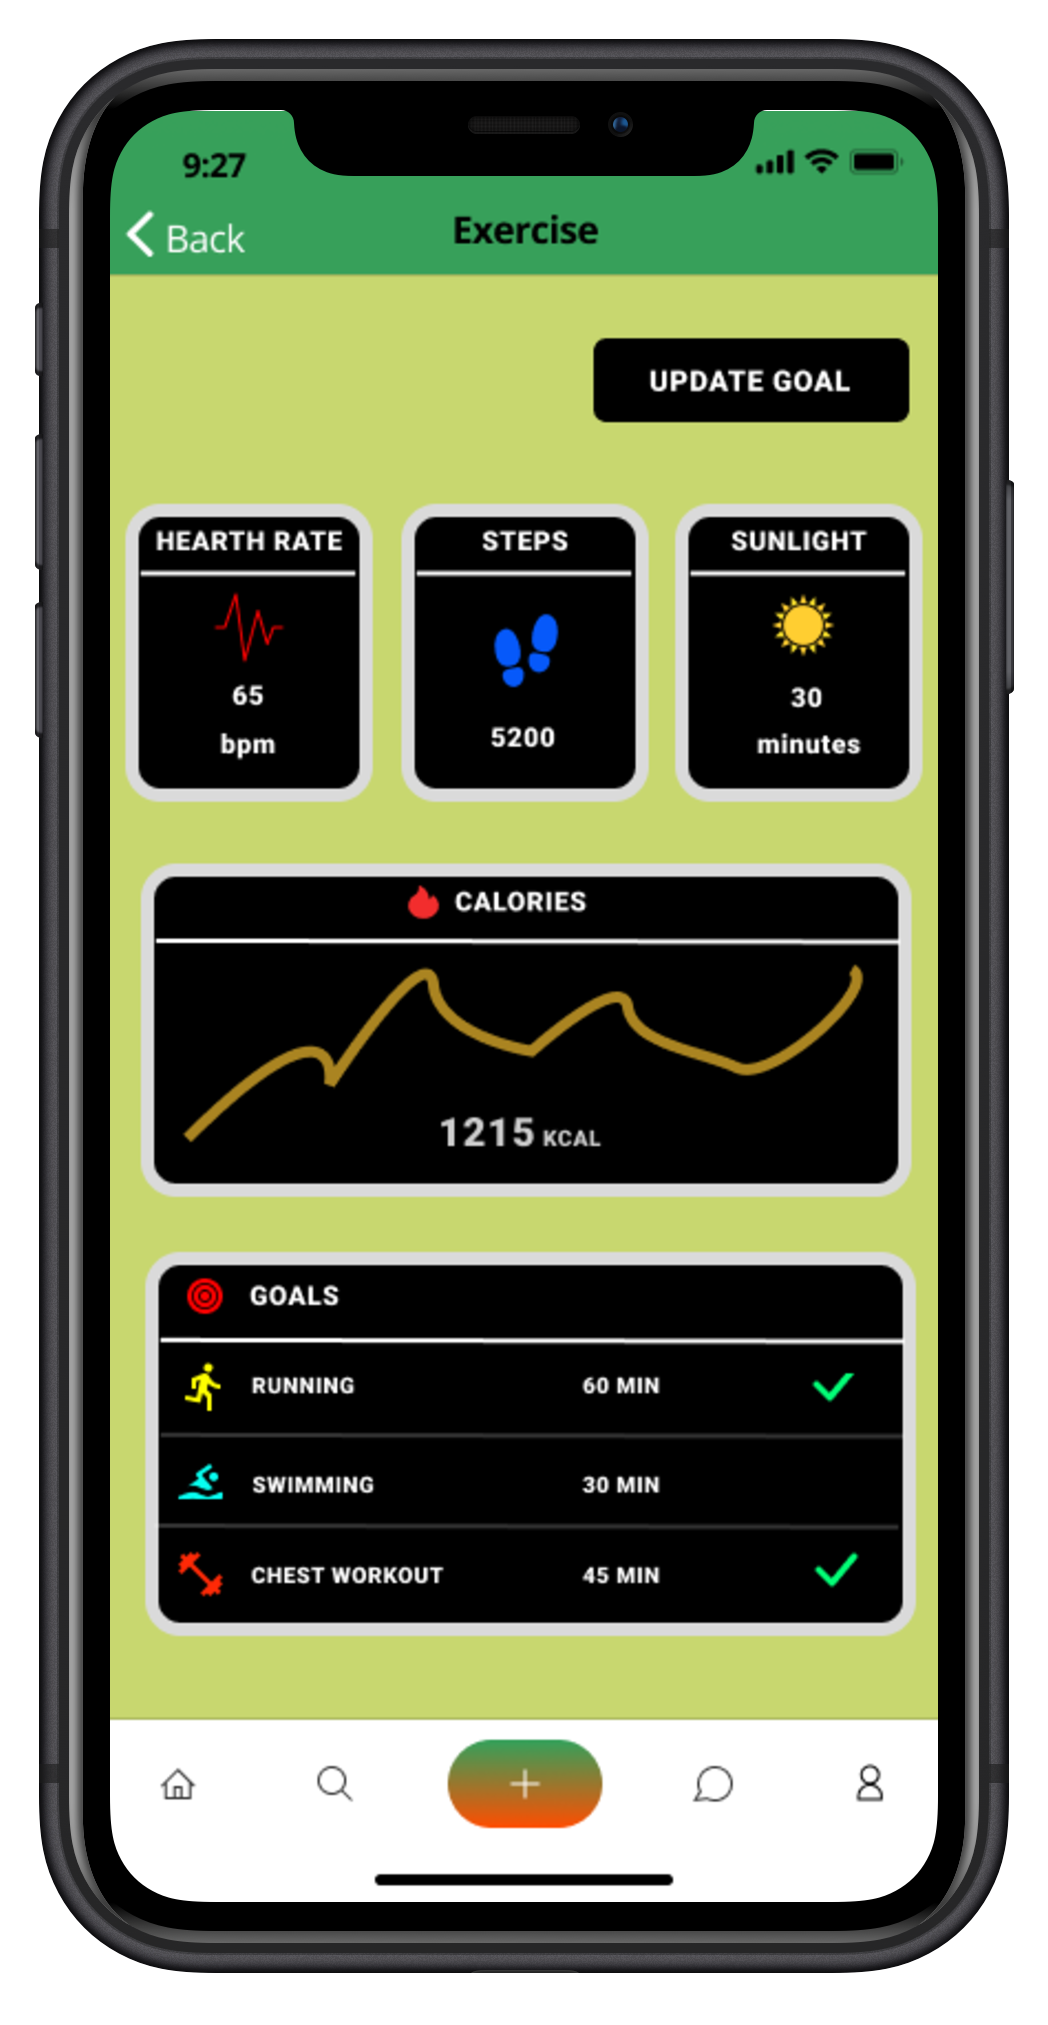 9:27
Back
Exercise
UPDATE GOAL
HEARTH RATE
65
bpm
STEPS
5200
SUNLIGHT
30
minutes
CALORIES
1215 KCAL
GOALS
RUNNING 60 MIN
SWIMMING 30 MIN
CHEST WORKOUT 45 MIN